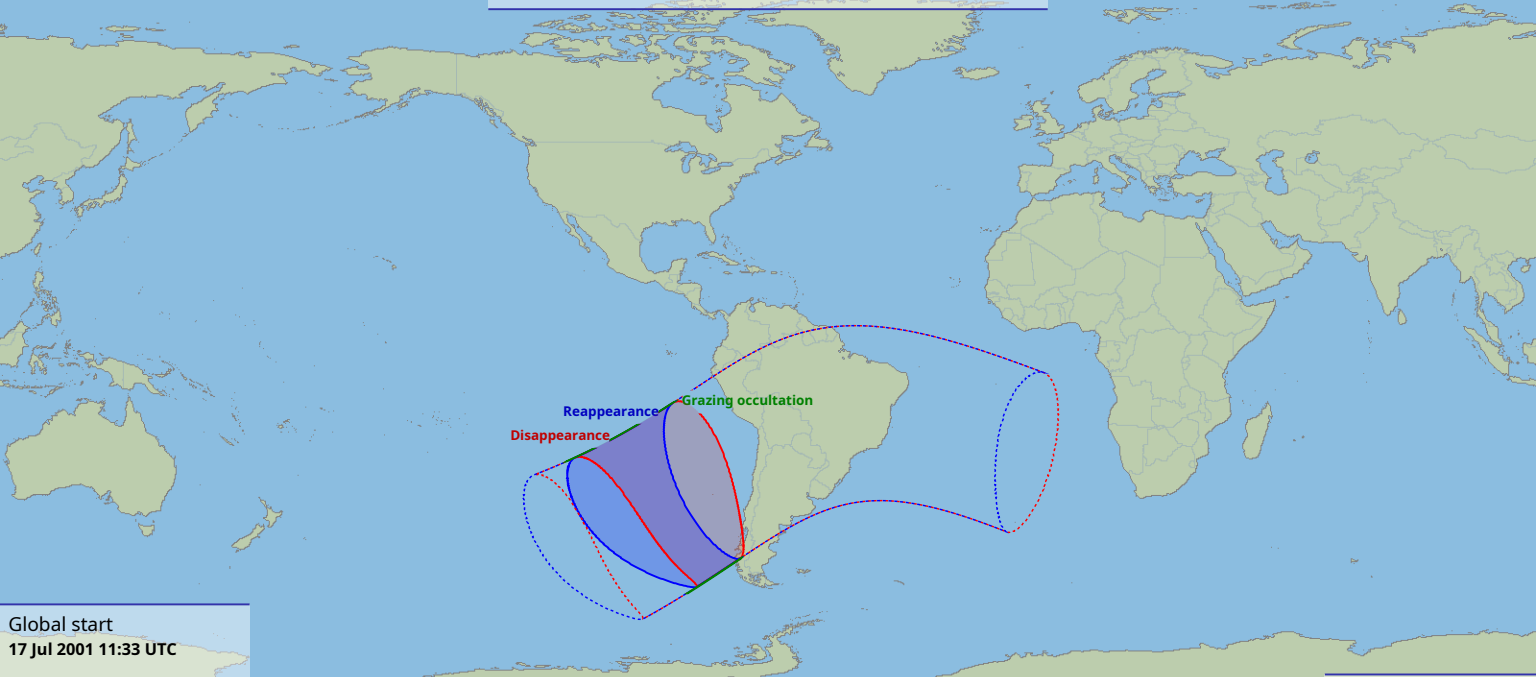 Grazing occultation
Reappearance
Disappearance
Global start
17 Jul 2001 11:33 UTC